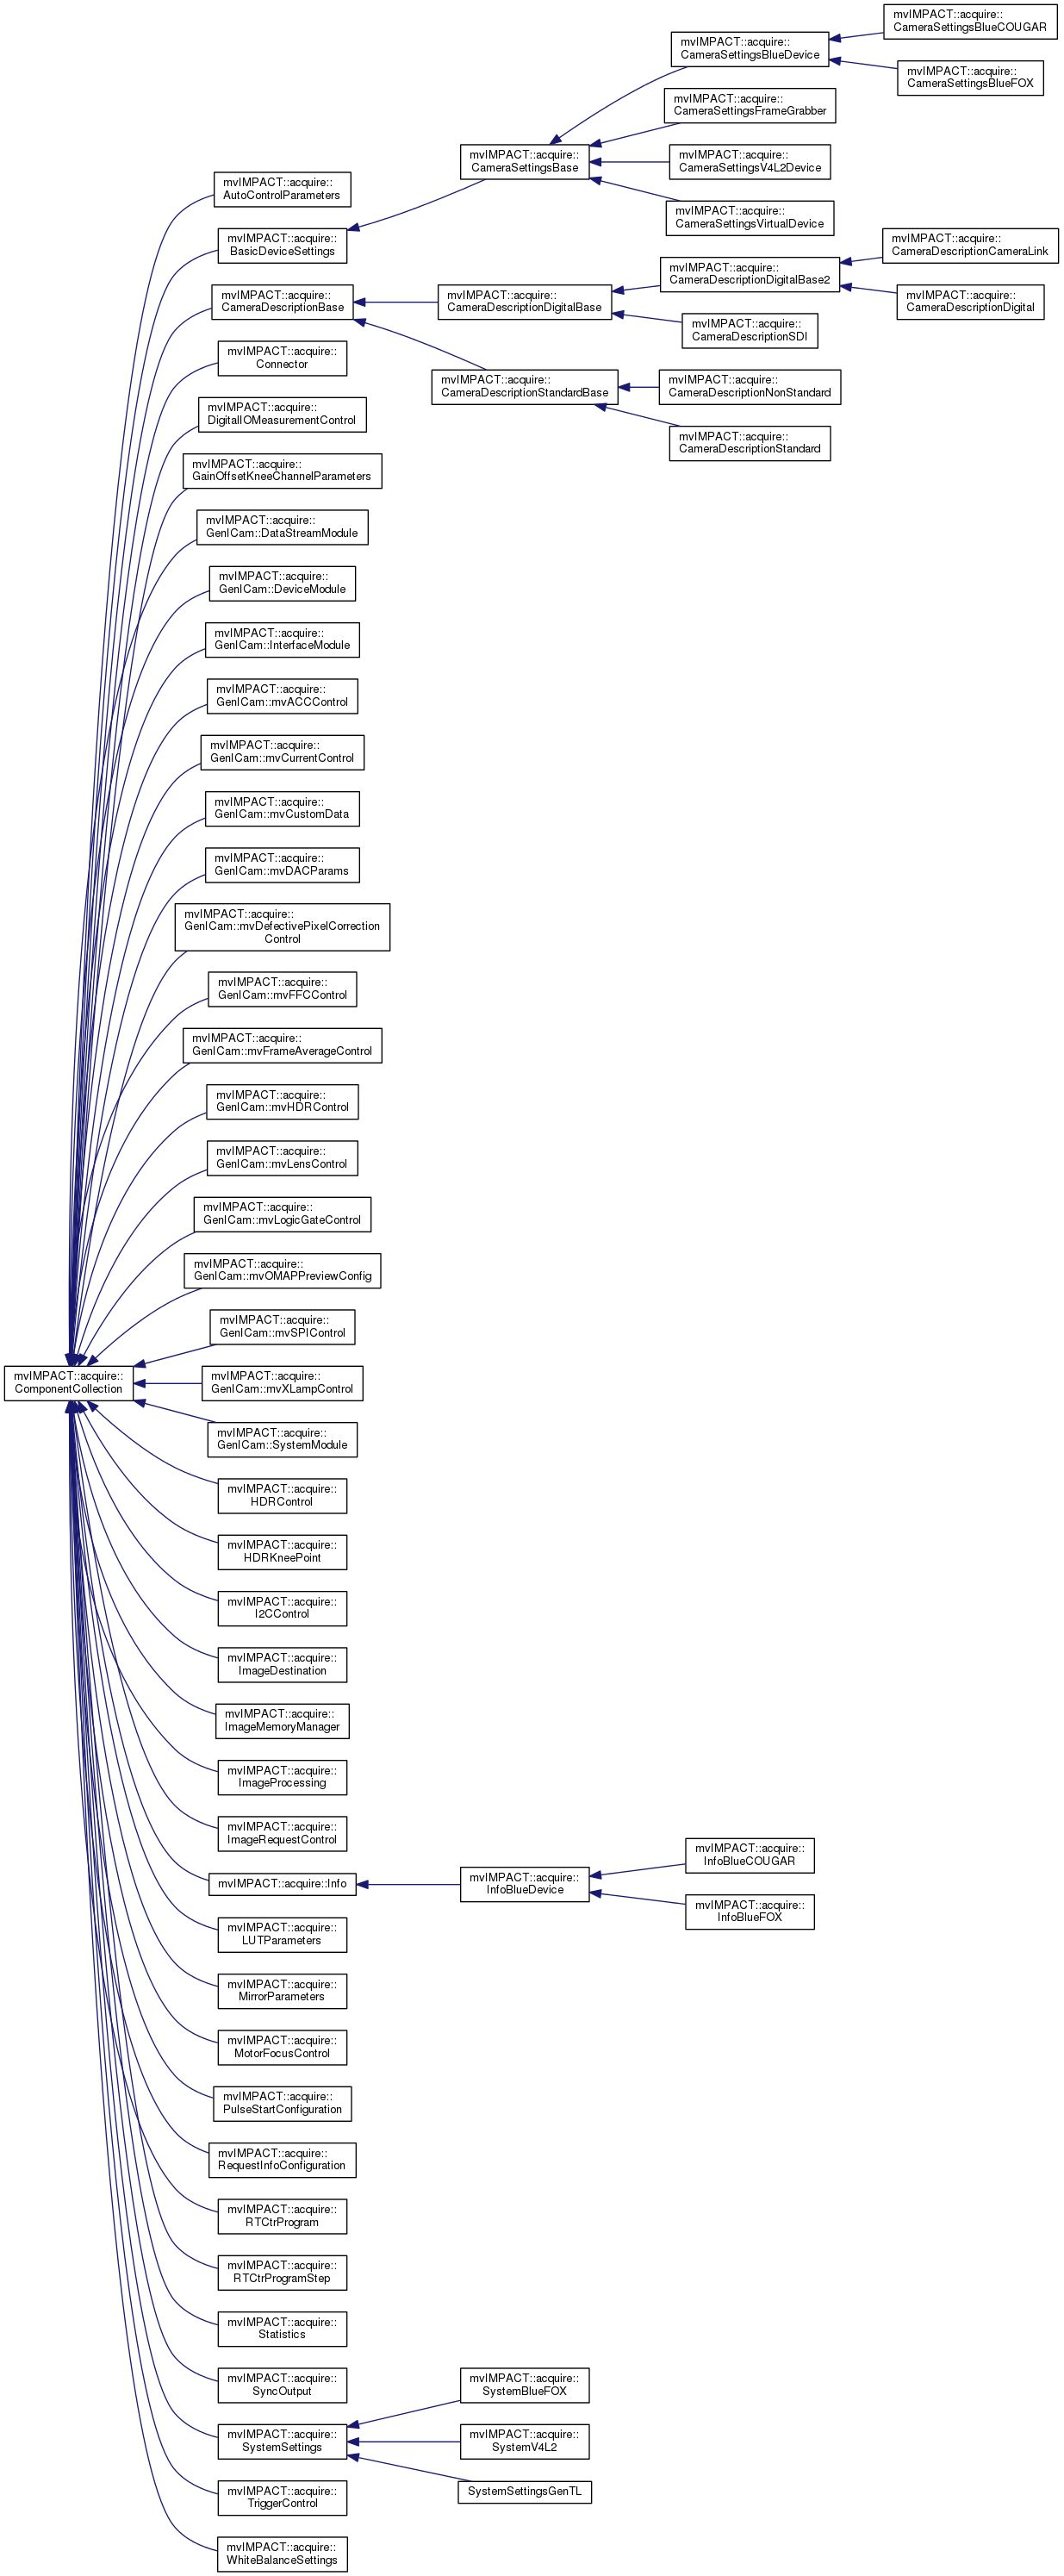 mvIMPACT::acquire::
CameraSettingsBlueCOUGAR
mvIMPACT::acquire::
CameraSettingsBlueDevice
mvIMPACT::acquire::
CameraSettingsBlueFOX
mvIMPACT::acquire::
CameraSettingsFrameGrabber
mvIMPACT::acquire::
CameraSettingsBase
mvIMPACT::acquire::
CameraSettingsV4L2Device
mvIMPACT::acquire::
AutoControlParameters
mvIMPACT::acquire::
CameraSettingsVirtualDevice
mvIMPACT::acquire::
BasicDeviceSettings
mvIMPACT::acquire::
CameraDescriptionCameraLink
mvIMPACT::acquire::
CameraDescriptionDigitalBase2
mvIMPACT::acquire::
CameraDescriptionBase
mvIMPACT::acquire::
CameraDescriptionDigitalBase
mvIMPACT::acquire::
CameraDescriptionDigital
mvIMPACT::acquire::
CameraDescriptionSDI
mvIMPACT::acquire::
Connector
mvIMPACT::acquire::
CameraDescriptionStandardBase
mvIMPACT::acquire::
CameraDescriptionNonStandard
mvIMPACT::acquire::
DigitalIOMeasurementControl
mvIMPACT::acquire::
CameraDescriptionStandard
mvIMPACT::acquire::
GainOffsetKneeChannelParameters
mvIMPACT::acquire::
GenICam::DataStreamModule
mvIMPACT::acquire::
GenICam::DeviceModule
mvIMPACT::acquire::
GenICam::InterfaceModule
mvIMPACT::acquire::
GenICam::mvACCControl
mvIMPACT::acquire::
GenICam::mvCurrentControl
mvIMPACT::acquire::
GenICam::mvCustomData
mvIMPACT::acquire::
GenICam::mvDACParams
mvIMPACT::acquire::
GenICam::mvDefectivePixelCorrection
Control
mvIMPACT::acquire::
GenICam::mvFFCControl
mvIMPACT::acquire::
GenICam::mvFrameAverageControl
mvIMPACT::acquire::
GenICam::mvHDRControl
mvIMPACT::acquire::
GenICam::mvLensControl
mvIMPACT::acquire::
GenICam::mvLogicGateControl
mvIMPACT::acquire::
GenICam::mvOMAPPreviewConfig
mvIMPACT::acquire::
GenICam::mvSPIControl
mvIMPACT::acquire::
ComponentCollection
mvIMPACT::acquire::
GenICam::mvXLampControl
mvIMPACT::acquire::
GenICam::SystemModule
mvIMPACT::acquire::
HDRControl
mvIMPACT::acquire::
HDRKneePoint
mvIMPACT::acquire::
I2CControl
mvIMPACT::acquire::
ImageDestination
mvIMPACT::acquire::
ImageMemoryManager
mvIMPACT::acquire::
ImageProcessing
mvIMPACT::acquire::
ImageRequestControl
mvIMPACT::acquire::
InfoBlueCOUGAR
mvIMPACT::acquire::Info
mvIMPACT::acquire::
InfoBlueDevice
mvIMPACT::acquire::
InfoBlueFOX
mvIMPACT::acquire::
LUTParameters
mvIMPACT::acquire::
MirrorParameters
mvIMPACT::acquire::
MotorFocusControl
mvIMPACT::acquire::
PulseStartConfiguration
mvIMPACT::acquire::
RequestInfoConfiguration
mvIMPACT::acquire::
RTCtrProgram
mvIMPACT::acquire::
RTCtrProgramStep
mvIMPACT::acquire::
Statistics
mvIMPACT::acquire::
SyncOutput
mvIMPACT::acquire::
SystemBlueFOX
mvIMPACT::acquire::
SystemSettings
mvIMPACT::acquire::
SystemV4L2
SystemSettingsGenTL
mvIMPACT::acquire::
TriggerControl
mvIMPACT::acquire::
WhiteBalanceSettings